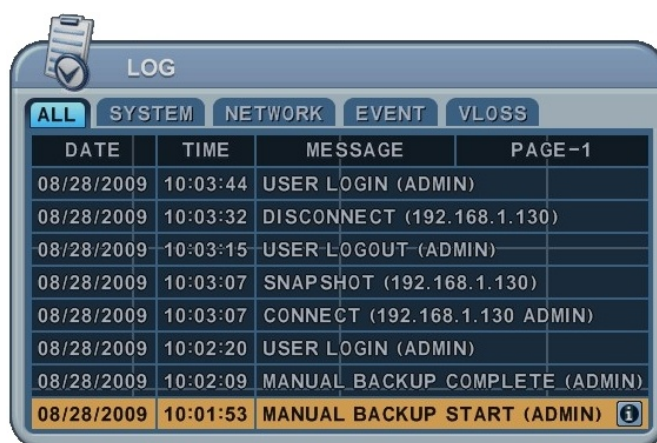 LOG
ALL SYSTEM NETWORK EVENT VLOSS
DATE TIME MESSAGE PAGE-1
08/28/2009 10:03:44 USER LOGIN (ADMIN)
08/28/2009 10:03:32 DISCONNECT (192.168.1.130)
08/28/2009 10:03:15 USER LOGOUT (ADMIN)
08/28/2009 10:03:07 SNAPSHOT (192.168.1.130)
08/28/2009 10:03:07 CONNECT (192.168.1.130 ADMIN)
08/28/2009 10:02:20 USER LOGIN (ADMIN)
08/28/2009 10:02:09 MANUAL BACKUP COMPLETE (ADMIN)
08/28/2009 10:01:53 MANUAL BACKUP START (ADMIN) i